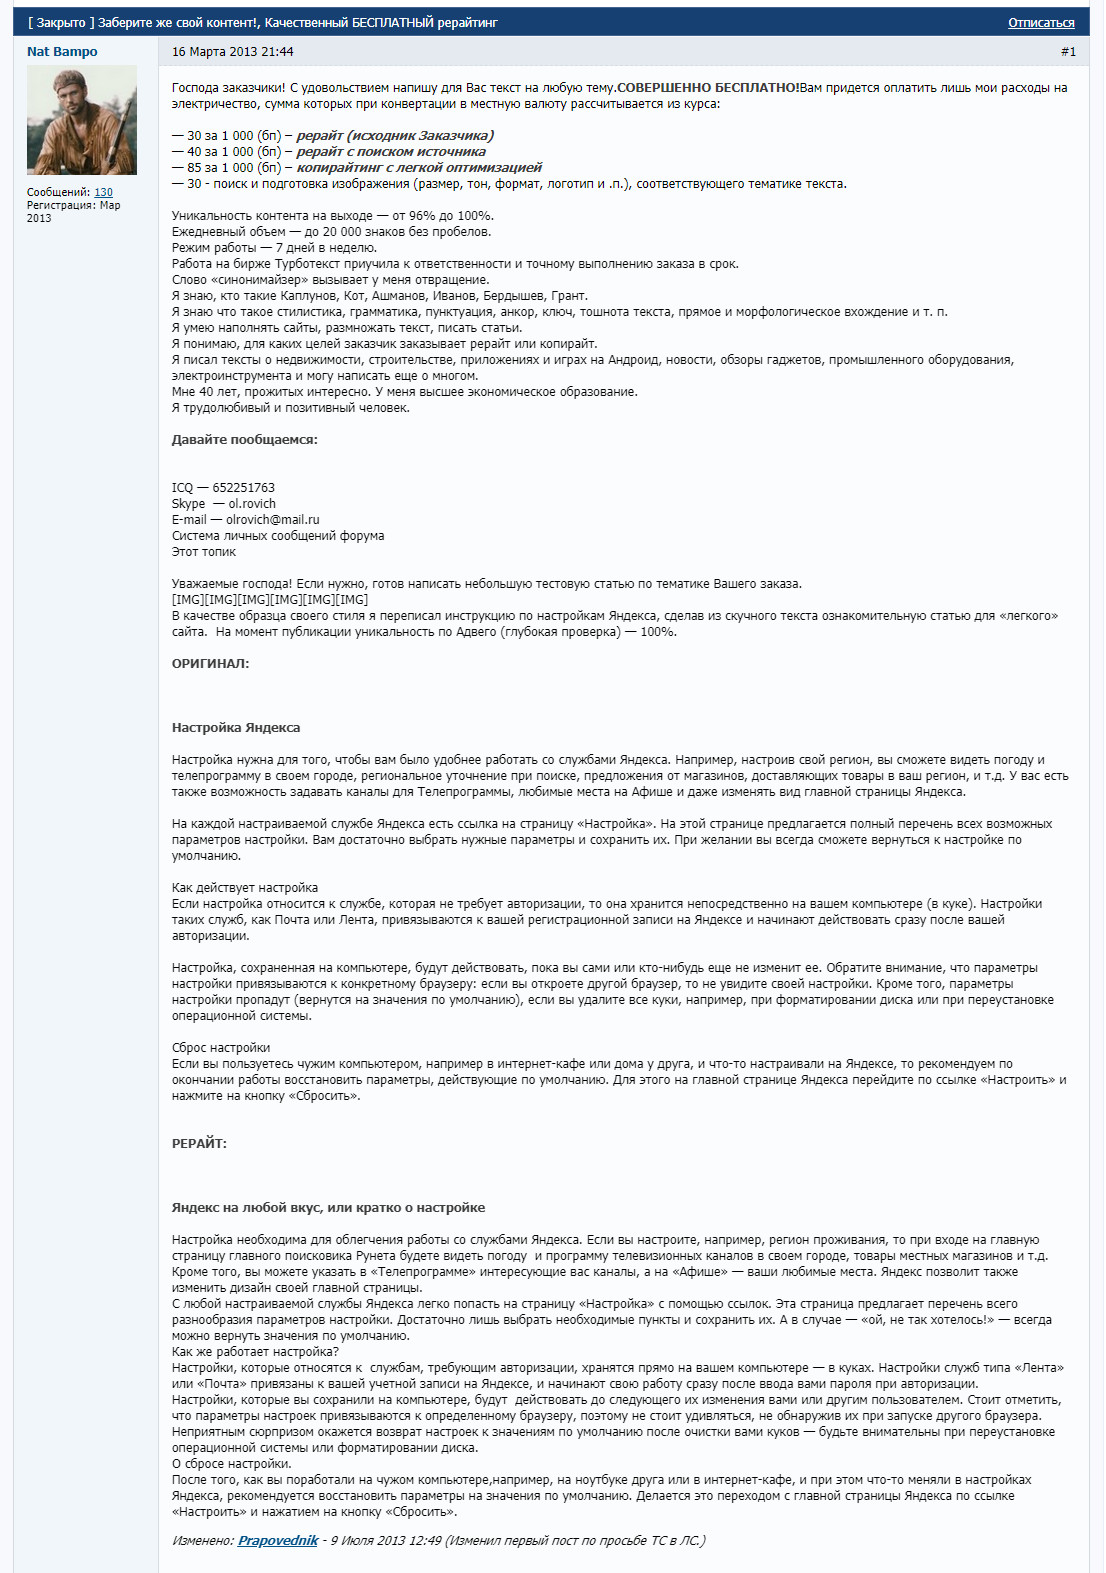 [ Закрыто ] Заберите же свой контент!, Качественный БЕСПЛАТНЫЙ рерайтинг
Отписаться
Nat Bampo
16 Марта 2013 21:44
#1
Сообщений: 130
Регистрация: Мар
2013
Господа заказчики! С удовольствием напишу для Вас текст на любую тему.СОВЕРШЕННО БЕСПЛАТНО!Вам придется оплатить лишь мои расходы на
электричество, сумма которых при конвертации в местную валюту рассчитывается из курса:
— 30 за 1 000 (бп) – рерайт (исходник Заказчика)
— 40 за 1 000 (бп) – рерайт с поиском источника
— 85 за 1 000 (бп) – копирайтинг с легкой оптимизацией
— 30 - поиск и подготовка изображения (размер, тон, формат, логотип и .п.), соответствующего тематике текста.
Уникальность контента на выходе — от 96% до 100%.
Ежедневный объем — до 20 000 знаков без пробелов.
Режим работы — 7 дней в неделю.
Работа на бирже Турботекст приучила к ответственности и точному выполнению заказа в срок.
Слово «синонимайзер» вызывает у меня отвращение.
Я знаю, кто такие Каплунов, Кот, Ашманов, Иванов, Бердышев, Грант.
Я знаю что такое стилистика, грамматика, пунктуация, анкор, ключ, тошнота текста, прямое и морфологическое вхождение и т. п.
Я умею наполнять сайты, размножать текст, писать статьи.
Я понимаю, для каких целей заказчик заказывает рерайт или копирайт.
Я писал тексты о недвижимости, строительстве, приложениях и играх на Андроид, новости, обзоры гаджетов, промышленного оборудования,
электроинструмента и могу написать еще о многом.
Мне 40 лет, прожитых интересно. У меня высшее экономическое образование.
Я трудолюбивый и позитивный человек.
Давайте пообщаемся:
ICQ — 652251763
Skype  — ol.rovich
E-mail — olrovich@mail.ru
Система личных сообщений форума
Этот топик
Уважаемые господа! Если нужно, готов написать небольшую тестовую статью по тематике Вашего заказа.
[IMG][IMG][IMG][IMG][IMG][IMG]
В качестве образца своего стиля я переписал инструкцию по настройкам Яндекса, сделав из скучного текста ознакомительную статью для «легкого»
сайта.  На момент публикации уникальность по Адвего (глубокая проверка) — 100%.
ОРИГИНАЛ:
Настройка Яндекса
Настройка нужна для того, чтобы вам было удобнее работать со службами Яндекса. Например, настроив свой регион, вы сможете видеть погоду и
телепрограмму в своем городе, региональное уточнение при поиске, предложения от магазинов, доставляющих товары в ваш регион, и т.д. У вас есть
также возможность задавать каналы для Телепрограммы, любимые места на Афише и даже изменять вид главной страницы Яндекса.
На каждой настраиваемой службе Яндекса есть ссылка на страницу «Настройка». На этой странице предлагается полный перечень всех возможных
параметров настройки. Вам достаточно выбрать нужные параметры и сохранить их. При желании вы всегда сможете вернуться к настройке по
умолчанию.
Как действует настройка
Если настройка относится к службе, которая не требует авторизации, то она хранится непосредственно на вашем компьютере (в куке). Настройки
таких служб, как Почта или Лента, привязываются к вашей регистрационной записи на Яндексе и начинают действовать сразу после вашей
авторизации.
Настройка, сохраненная на компьютере, будут действовать, пока вы сами или кто-нибудь еще не изменит ее. Обратите внимание, что параметры
настройки привязываются к конкретному браузеру: если вы откроете другой браузер, то не увидите своей настройки. Кроме того, параметры
настройки пропадут (вернутся на значения по умолчанию), если вы удалите все куки, например, при форматировании диска или при переустановке
операционной системы.
Сброс настройки
Если вы пользуетесь чужим компьютером, например в интернет-кафе или дома у друга, и что-то настраивали на Яндексе, то рекомендуем по
окончании работы восстановить параметры, действующие по умолчанию. Для этого на главной странице Яндекса перейдите по ссылке «Настроить» и
нажмите на кнопку «Сбросить».
РЕРАЙТ:
Яндекс на любой вкус, или кратко о настройке
Настройка необходима для облегчения работы со службами Яндекса. Если вы настроите, например, регион проживания, то при входе на главную
страницу главного поисковика Рунета будете видеть погоду  и программу телевизионных каналов в своем городе, товары местных магазинов и т.д.
Кроме того, вы можете указать в «Телепрограмме» интересующие вас каналы, а на «Афише» — ваши любимые места. Яндекс позволит также
изменить дизайн своей главной страницы.
С любой настраиваемой службы Яндекса легко попасть на страницу «Настройка» с помощью ссылок. Эта страница предлагает перечень всего
разнообразия параметров настройки. Достаточно лишь выбрать необходимые пункты и сохранить их. А в случае — «ой, не так хотелось!» — всегда
можно вернуть значения по умолчанию.
Как же работает настройка?
Настройки, которые относятся к  службам, требующим авторизации, хранятся прямо на вашем компьютере — в куках. Настройки служб типа «Лента»
или «Почта» привязаны к вашей учетной записи на Яндексе, и начинают свою работу сразу после ввода вами пароля при авторизации.
Настройки, которые вы сохранили на компьютере, будут  действовать до следующего их изменения вами или другим пользователем. Стоит отметить,
что параметры настроек привязываются к определенному браузеру, поэтому не стоит удивляться, не обнаружив их при запуске другого браузера.
Неприятным сюрпризом окажется возврат настроек к значениям по умолчанию после очистки вами куков — будьте внимательны при переустановке
операционной системы или форматировании диска.
О сбросе настройки.
После того, как вы поработали на чужом компьютере,например, на ноутбуке друга или в интернет-кафе, и при этом что-то меняли в настройках
Яндекса, рекомендуется восстановить параметры на значения по умолчанию. Делается это переходом с главной страницы Яндекса по ссылке
«Настроить» и нажатием на кнопку «Сбросить».
Изменено: Prapovednik - 9 Июля 2013 12:49 (Изменил первый пост по просьбе ТС в ЛС.)